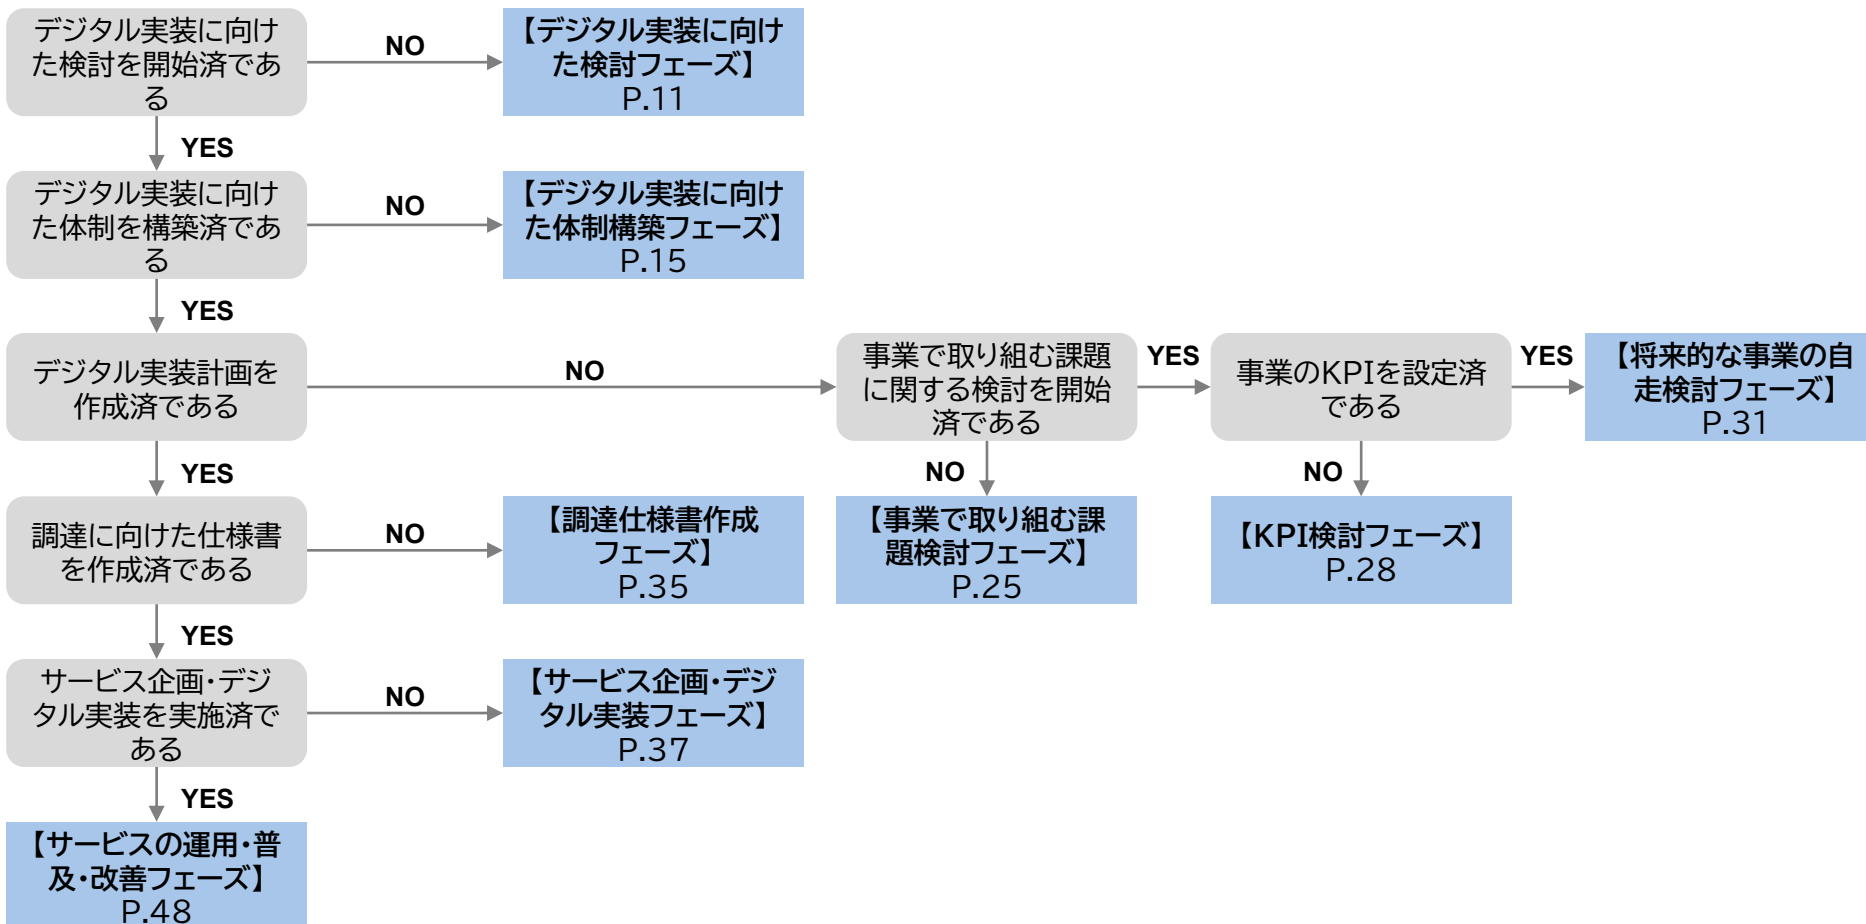 デジタル実装に向け
た検討を開始済であ
る
NO
【デジタル実装に向け
た検討フェーズ】
P.11
YES
デジタル実装に向け
た体制を構築済であ
る
NO
【デジタル実装に向け
た体制構築フェーズ】
P.15
YES
デジタル実装計画を
作成済である
NO
事業で取り組む課題
に関する検討を開始
済である
YES
事業のKPIを設定済
である
YES
【将来的な事業の自
走検討フェーズ】
P.31
NO
【事業で取り組む課
題検討フェーズ】
P.25
NO
【KPI検討フェーズ】
P.28
YES
調達に向けた仕様書
を作成済である
NO
【調達仕様書作成
フェーズ】
P.35
YES
サービス企画・デジ
タル実装を実施済で
ある
NO
【サービス企画・デジ
タル実装フェーズ】
P.37
YES
【サービスの運用・普
及・改善フェーズ】
P.48